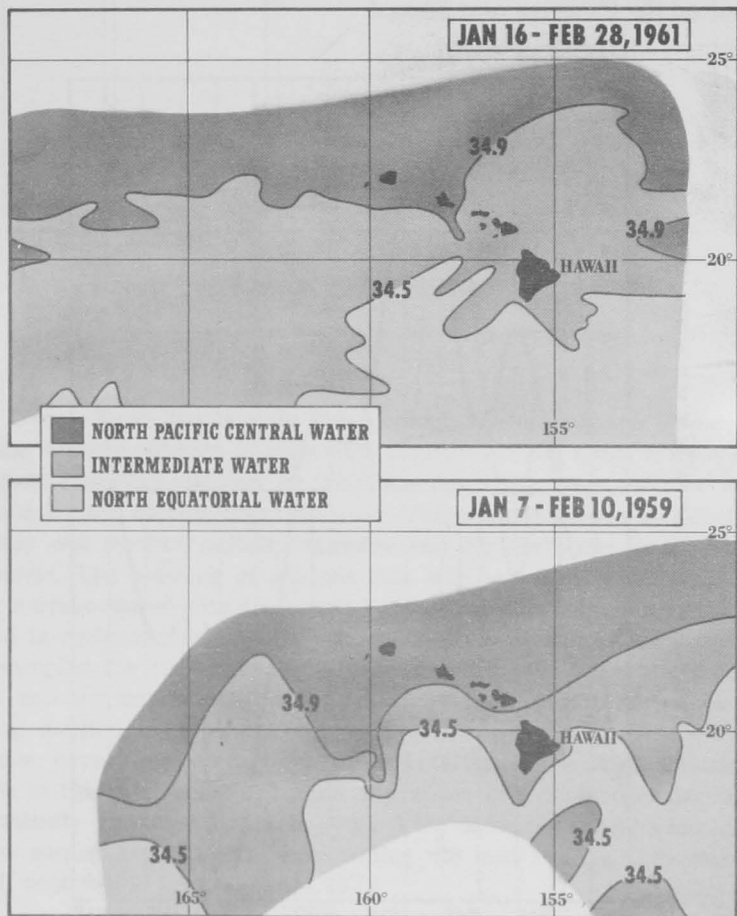 JAN 16 - FEB 28, 1961
25°
34.9
34.9
20°
HAWAII
34.5
155°
NORTH PACIFIC CENTRAL WATER
INTERMEDIATE WATER
NORTH EQUATORIAL WATER
JAN 7 - FEB 10, 1959
25°
34.9
34.5
20°
HAWAII
34.5
34.5
34.5
165°
160°
155°